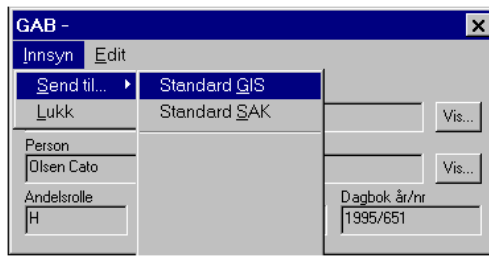 GAB -
Innsyn Edit
Send til... Standard GIS
Lukk Standard SAK
Vis...
Person
Olsen Cato Vis...
Andelsrolle Dagbok år/nr
H 1995/651